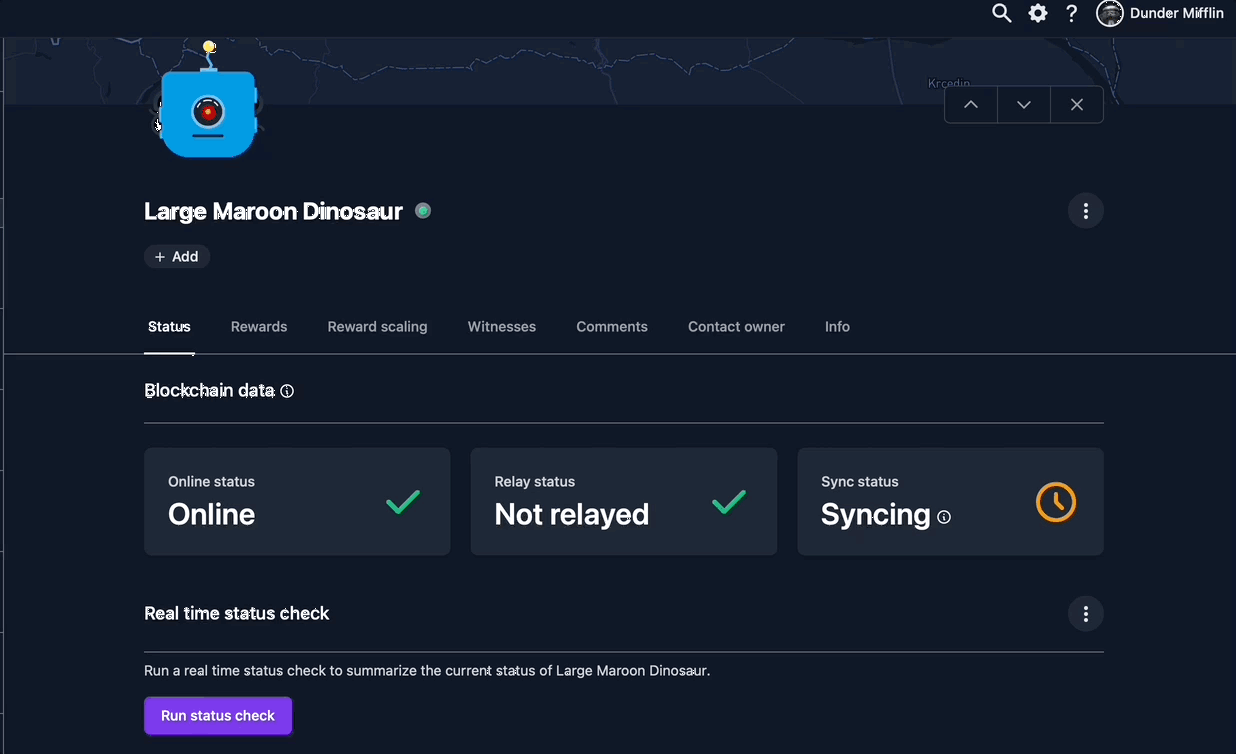 Dunder Mifflin
Krčedin
Large Maroon Dinosaur
+ Add
Status Rewards Reward scaling Witnesses Comments Contact owner Info
Blockchain data
Online status
Online
Relay status
Not relayed
Sync status
Syncing
Real time status check
Run a real time status check to summarize the current status of Large Maroon Dinosaur.
Run status check